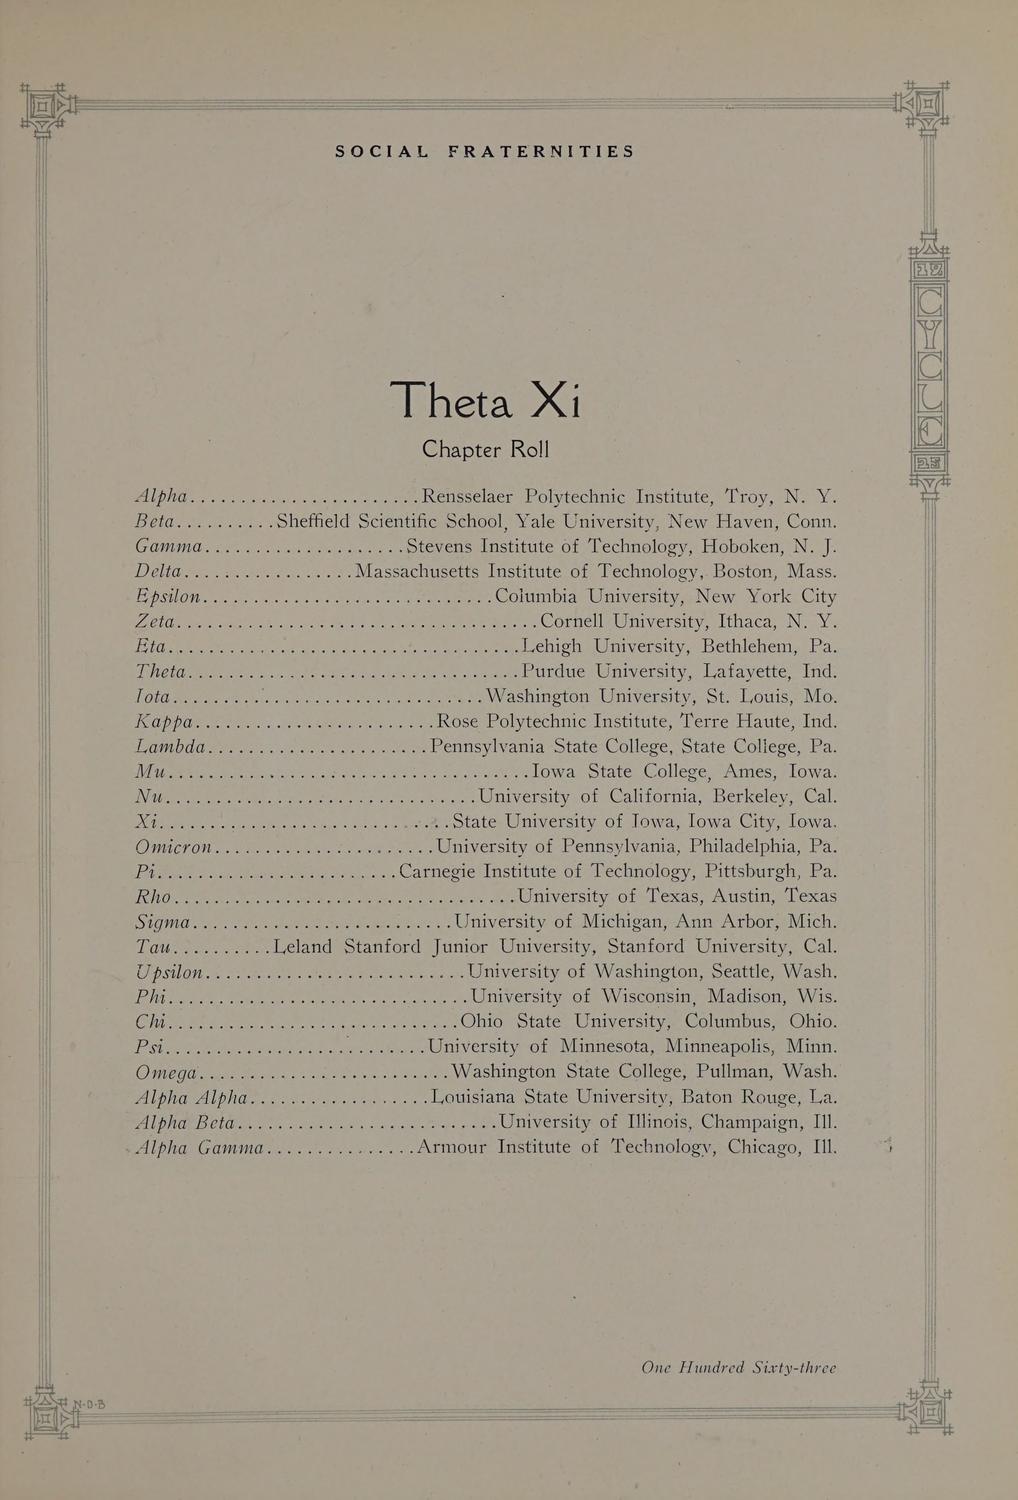 SOCIAL FRATERNITIES
CYCLE
Theta Xi
Chapter Roll
Alpha.......................Rensselaer Polytechnic Institute, Troy, N. Y.
Beta..........Sheffield Scientific School, Yale University, New Haven, Conn.
Gamma....................Stevens Institute of Technology, Hoboken, N. J.
Delta.................Massachusetts Institute of Technology, Boston, Mass.
Epsilon.............................Columbia University, New York City
Zeta....................................Cornell University, Ithaca, N. Y.
Eta...................................Lehigh University, Bethlehem, Pa.
Theta.................................Purdue University, Lafayette, Ind.
Iota...............................Washington University, St. Louis, Mo.
Kappa........................Rose Polytechnic Institute, Terre Haute, Ind.
Lambda......................Pennsylvania State College, State College, Pa.
Mu....................................Iowa State College, Ames, Iowa.
Nu...............................University of California, Berkeley, Cal.
Xi.............................State University of Iowa, Iowa City, Iowa.
Omicron......................University of Pennsylvania, Philadelphia, Pa.
Pi........................Carnegie Institute of Technology, Pittsburgh, Pa.
Rho..................................University of Texas, Austin, Texas
Sigma..........................University of Michigan, Ann Arbor, Mich.
Tau..........Leland Stanford Junior University, Stanford University, Cal.
Upsilon..........................University of Washington, Seattle, Wash.
Phi..............................University of Wisconsin, Madison, Wis.
Chi.............................Ohio State University, Columbus, Ohio.
Psi..........................University of Minnesota, Minneapolis, Minn.
Omega.........................Washington State College, Pullman, Wash.
Alpha Alpha..................Louisiana State University, Baton Rouge, La.
Alpha Beta..........................University of Illinois, Champaign, Ill.
Alpha Gamma...............Armour Institute of Technology, Chicago, Ill.
One Hundred Sixty-three
N-D-B